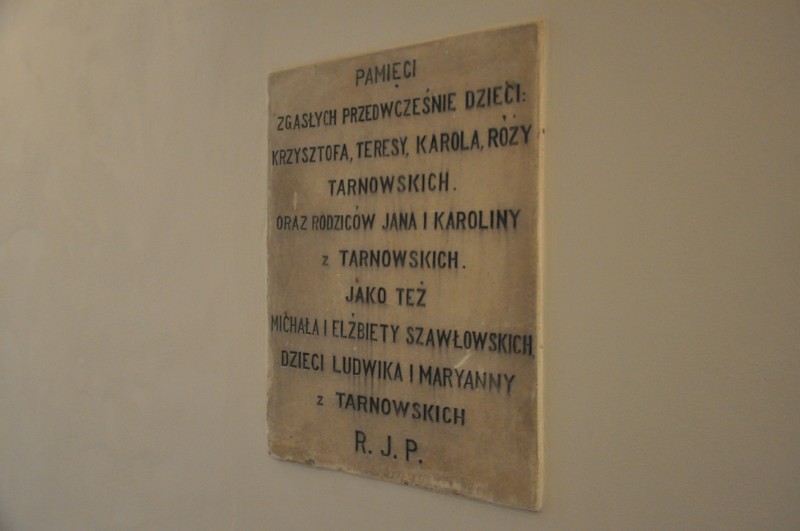 PAMIĘCI
ZGASŁYCH PRZEDWCZEŚNIE DZIECI:
KRZYSZTOFA, TERESY, KAROLA, RÓŻY
TARNOWSKICH.
ORAZ RODZICÓW JANA I KAROLINY
z TARNOWSKICH.
JAKO TEŻ
MICHAŁA I ELŻBIETY SZAWŁOWSKICH,
DZIECI LUDWIKA I MARYANNY
z TARNOWSKICH
R. J. P.